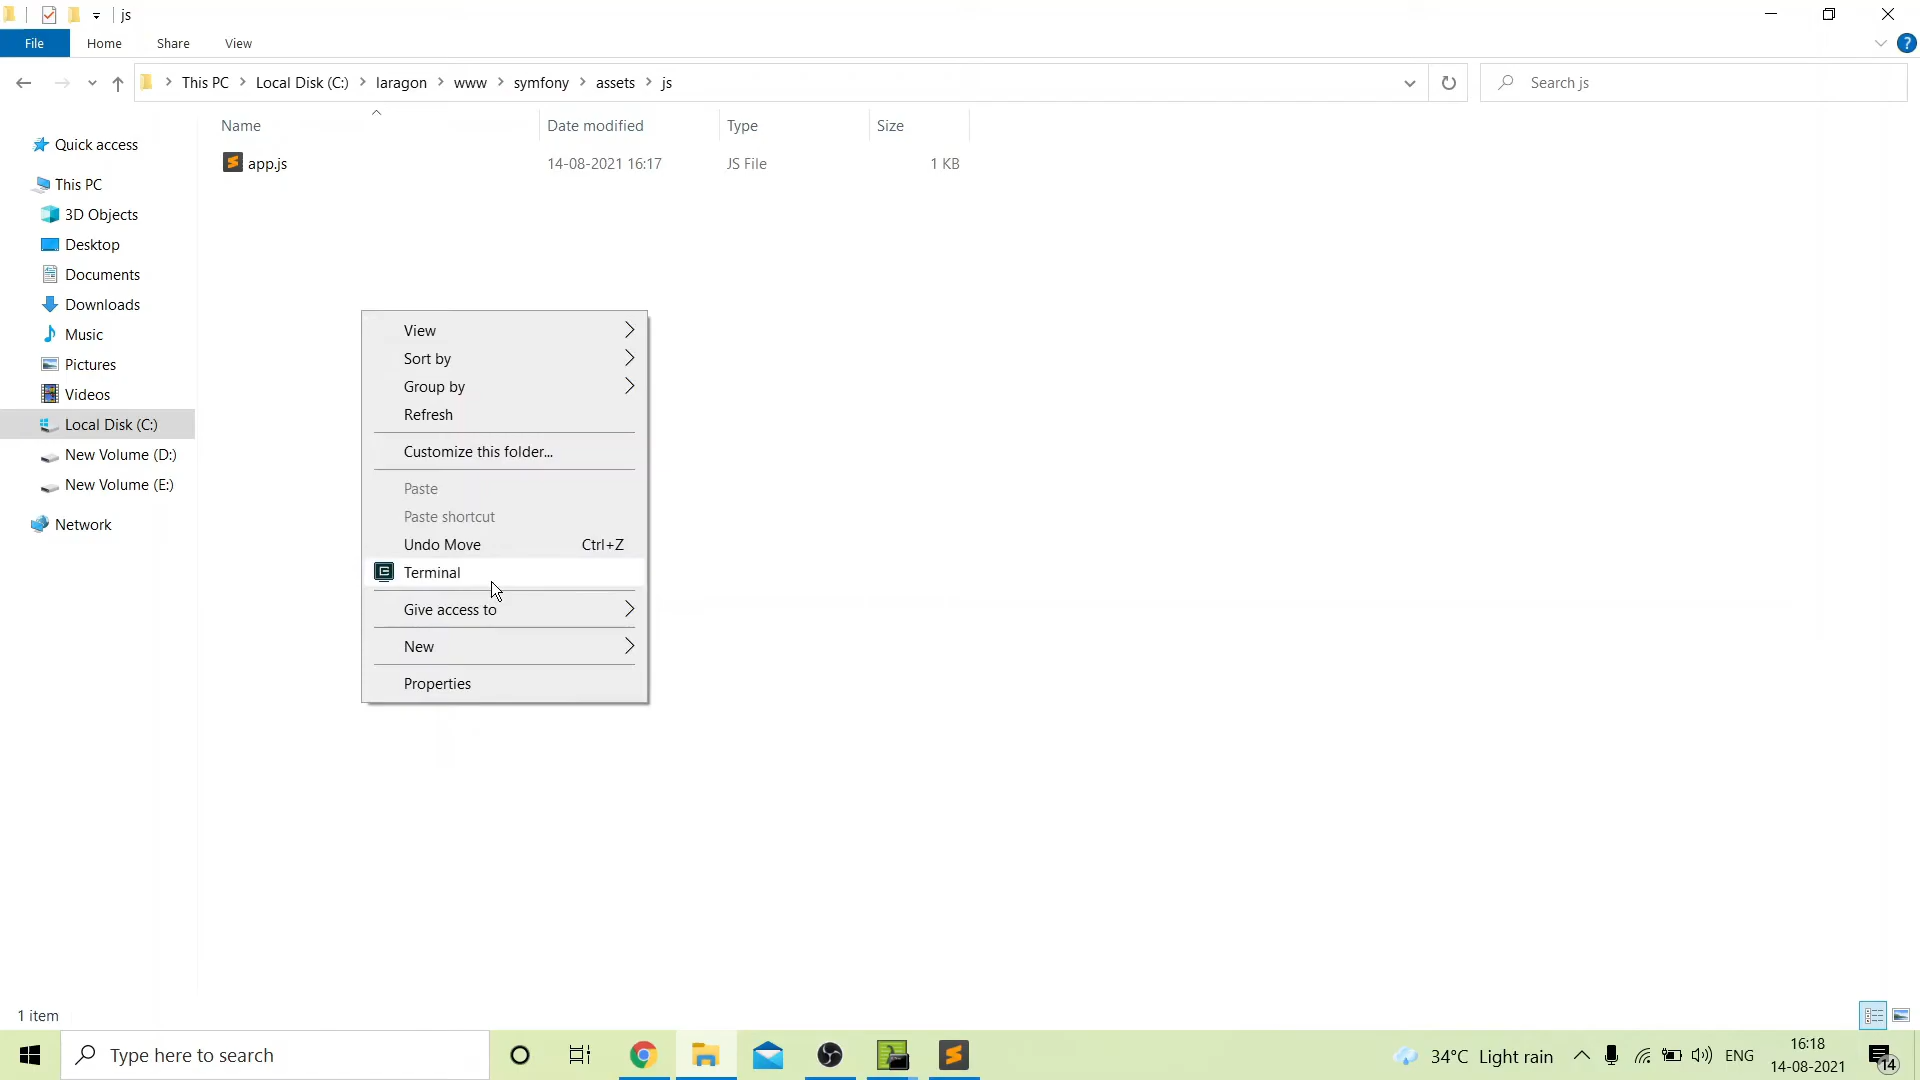 js
File Home Share View
This PC Local Disk (C:) laragon www symfony assets js
Search js
Name Date modified Type Size
app.js 14-08-2021 16:17 JS File 1 KB
Quick access
This PC
3D Objects
Desktop
Documents
Downloads
Music
Pictures
Videos
Local Disk (C:)
New Volume (D:)
New Volume (E:)
Network
View
Sort by
Group by
Refresh
Customize this folder...
Paste
Paste shortcut
Undo Move Ctrl+Z
Terminal
Give access to
New
Properties
1 item
Type here to search
34°C Light rain
ENG
16:18
14-08-2021
14